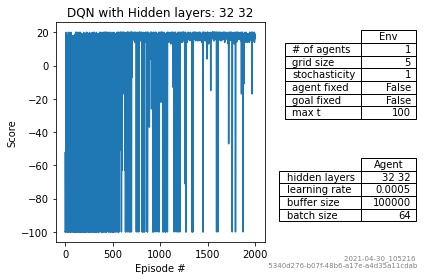 DQN with Hidden layers: 32 32
20
0
−20
−40
−60
−80
−100
Score
0 500 1000 1500 2000
Episode #
Env
# of agents 1
grid size 5
stochasticity 1
agent fixed False
goal fixed False
max t 100
Agent
hidden layers 32 32
learning rate 0.0005
buffer size 100000
batch size 64
2021-04-30_105216
5340d276-b07f-48b6-a17e-a4d35a11cdab